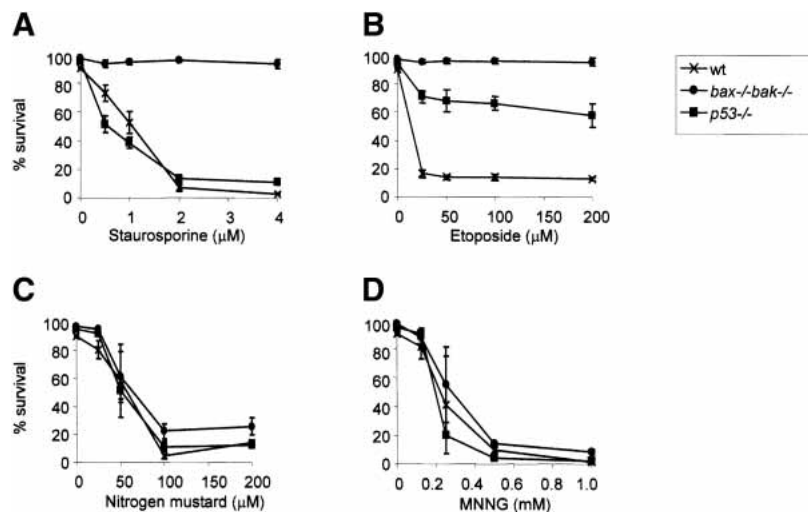 A
100
80
60
40
20
0
% survival
0 1 2 3 4
Staurosporine (μM)
B
100
80
60
40
20
0
0 50 100 150 200
Etoposide (μM)
wt
bax-/-bak-/-
p53-/-
C
100
80
60
40
20
0
% survival
0 50 100 150 200
Nitrogen mustard (μM)
D
100
80
60
40
20
0
0 0.2 0.4 0.6 0.8 1.0
MNNG (mM)